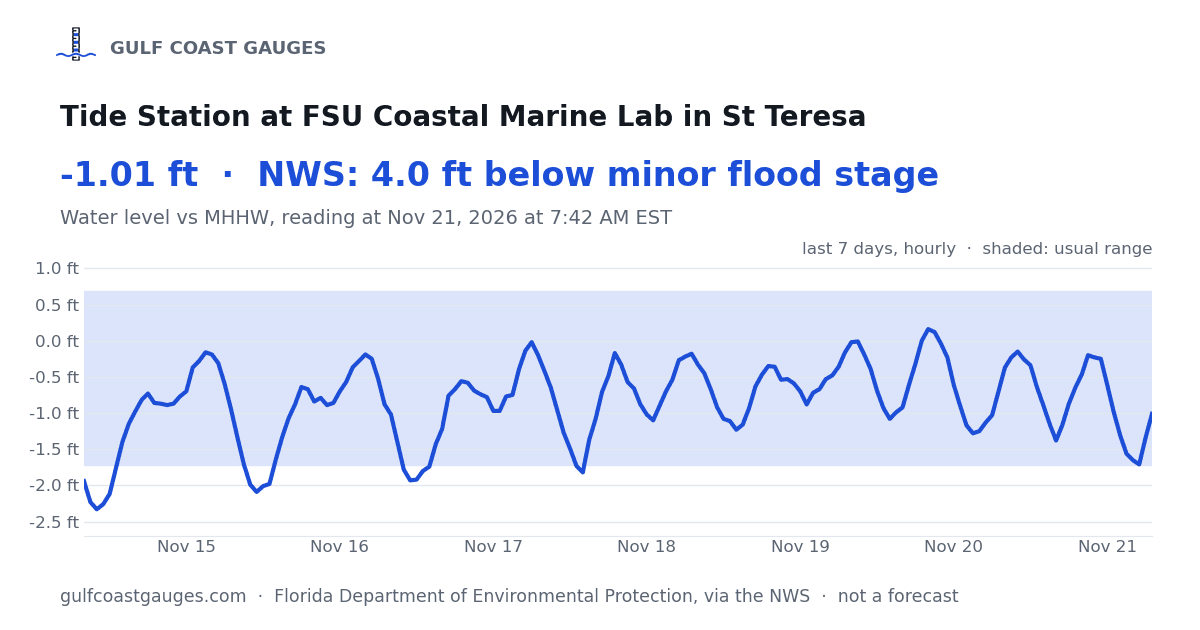 GULF COAST GAUGES
Tide Station at FSU Coastal Marine Lab in St Teresa
-1.01 ft · NWS: 4.0 ft below minor flood stage
Water level vs MHHW, reading at Nov 21, 2026 at 7:42 AM EST
last 7 days, hourly · shaded: usual range
1.0 ft
0.5 ft
0.0 ft
-0.5 ft
-1.0 ft
-1.5 ft
-2.0 ft
-2.5 ft
Nov 15 Nov 16 Nov 17 Nov 18 Nov 19 Nov 20 Nov 21
gulfcoastgauges.com · Florida Department of Environmental Protection, via the NWS · not a forecast